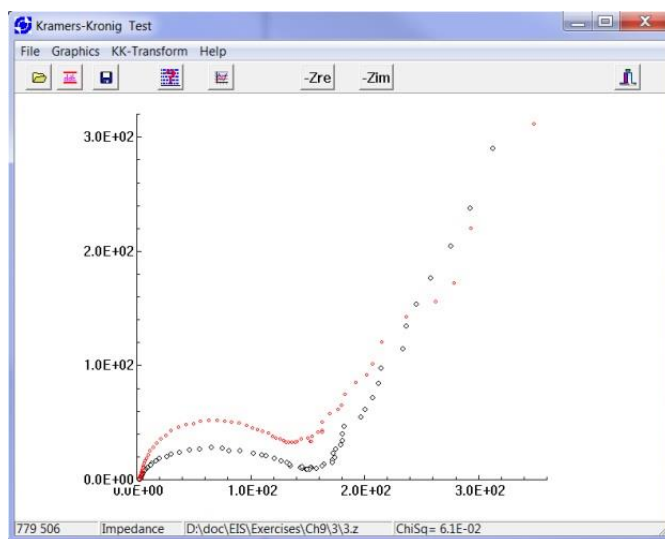 Kramers-Kronig Test
File Graphics KK-Transform Help
-Zre -Zim
3.0E+02
2.0E+02
1.0E+02
0.0E+00
0.0E+00 1.0E+02 2.0E+02 3.0E+02
779 506 Impedance D:\doc\EIS\Exercises\Ch9\3\3.z ChiSq= 6.1E-02